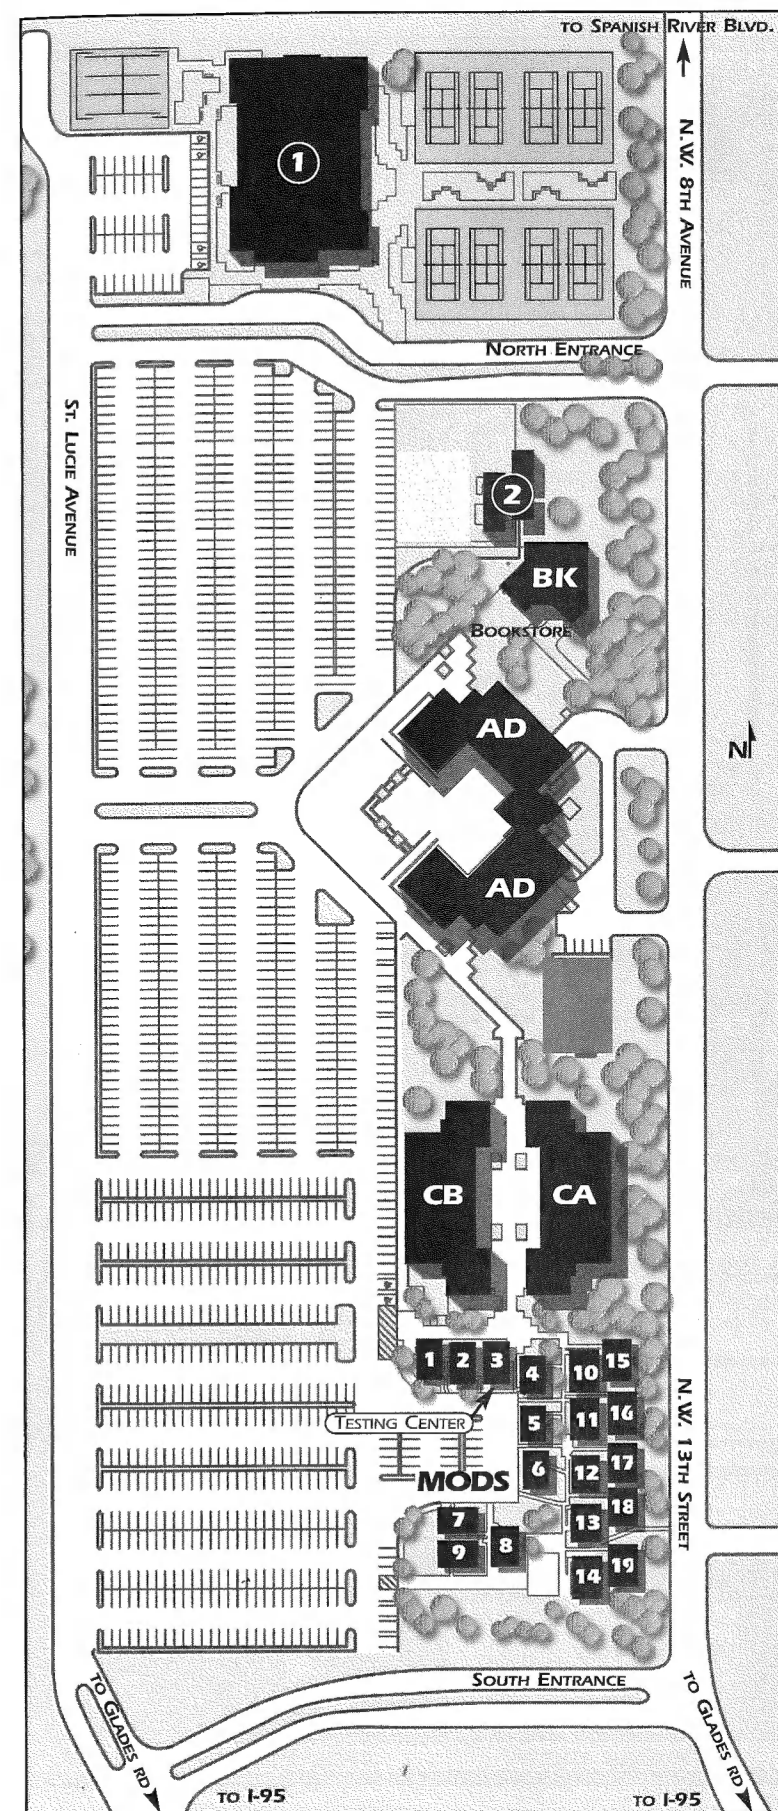 TO SPANISH RIVER BLVD.
N.W. 8TH AVENUE
1
NORTH ENTRANCE
ST. LUCIE AVENUE
2
BK
BOOKSTORE
AD
N
AD
CB
CA
1
2
3
4
10
15
TESTING CENTER
5
11
16
N.W. 13TH STREET
MODS
6
12
17
7
8
13
18
9
14
19
SOUTH ENTRANCE
TO GLADES RD
TO GLADES RD
TO I-95
TO I-95